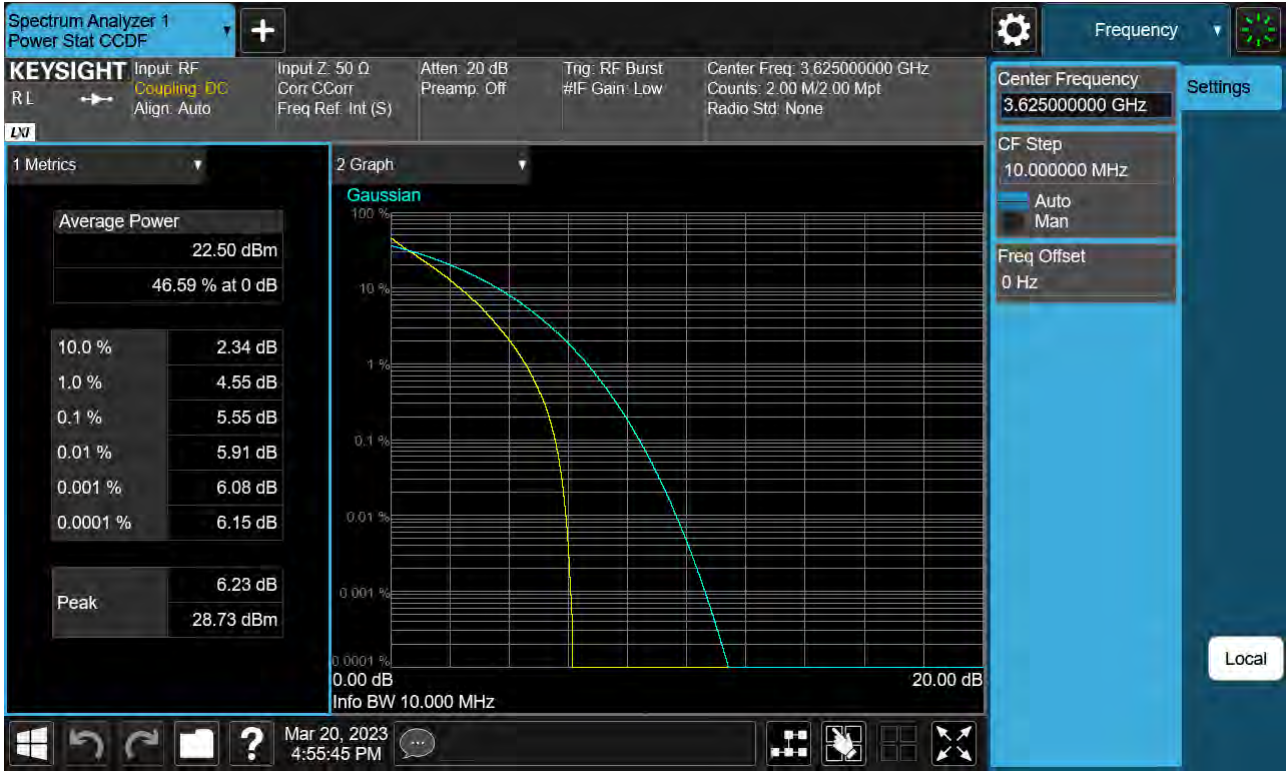 Spectrum Analyzer 1
Power Stat CCDF
Frequency
KEYSIGHT
RL
LXI
Input: RF
Coupling: DC
Align: Auto
Input Z: 50 Ω
Corr CCorr
Freq Ref: Int (S)
Atten: 20 dB
Preamp: Off
Trig: RF Burst
#IF Gain: Low
Center Freq: 3.625000000 GHz
Counts: 2.00 M/2.00 Mpt
Radio Std: None
Center Frequency
3.625000000 GHz
Settings
CF Step
10.000000 MHz
Auto
Man
Freq Offset
0 Hz
Local
1 Metrics
Average Power
22.50 dBm
46.59 % at 0 dB
10.0 % 2.34 dB
1.0 % 4.55 dB
0.1 % 5.55 dB
0.01 % 5.91 dB
0.001 % 6.08 dB
0.0001 % 6.15 dB
Peak
6.23 dB
28.73 dBm
2 Graph
Gaussian
100 %
10 %
1 %
0.1 %
0.01 %
0.001 %
0.0001 %
0.00 dB 20.00 dB
Info BW 10.000 MHz
?
Mar 20, 2023
4:55:45 PM